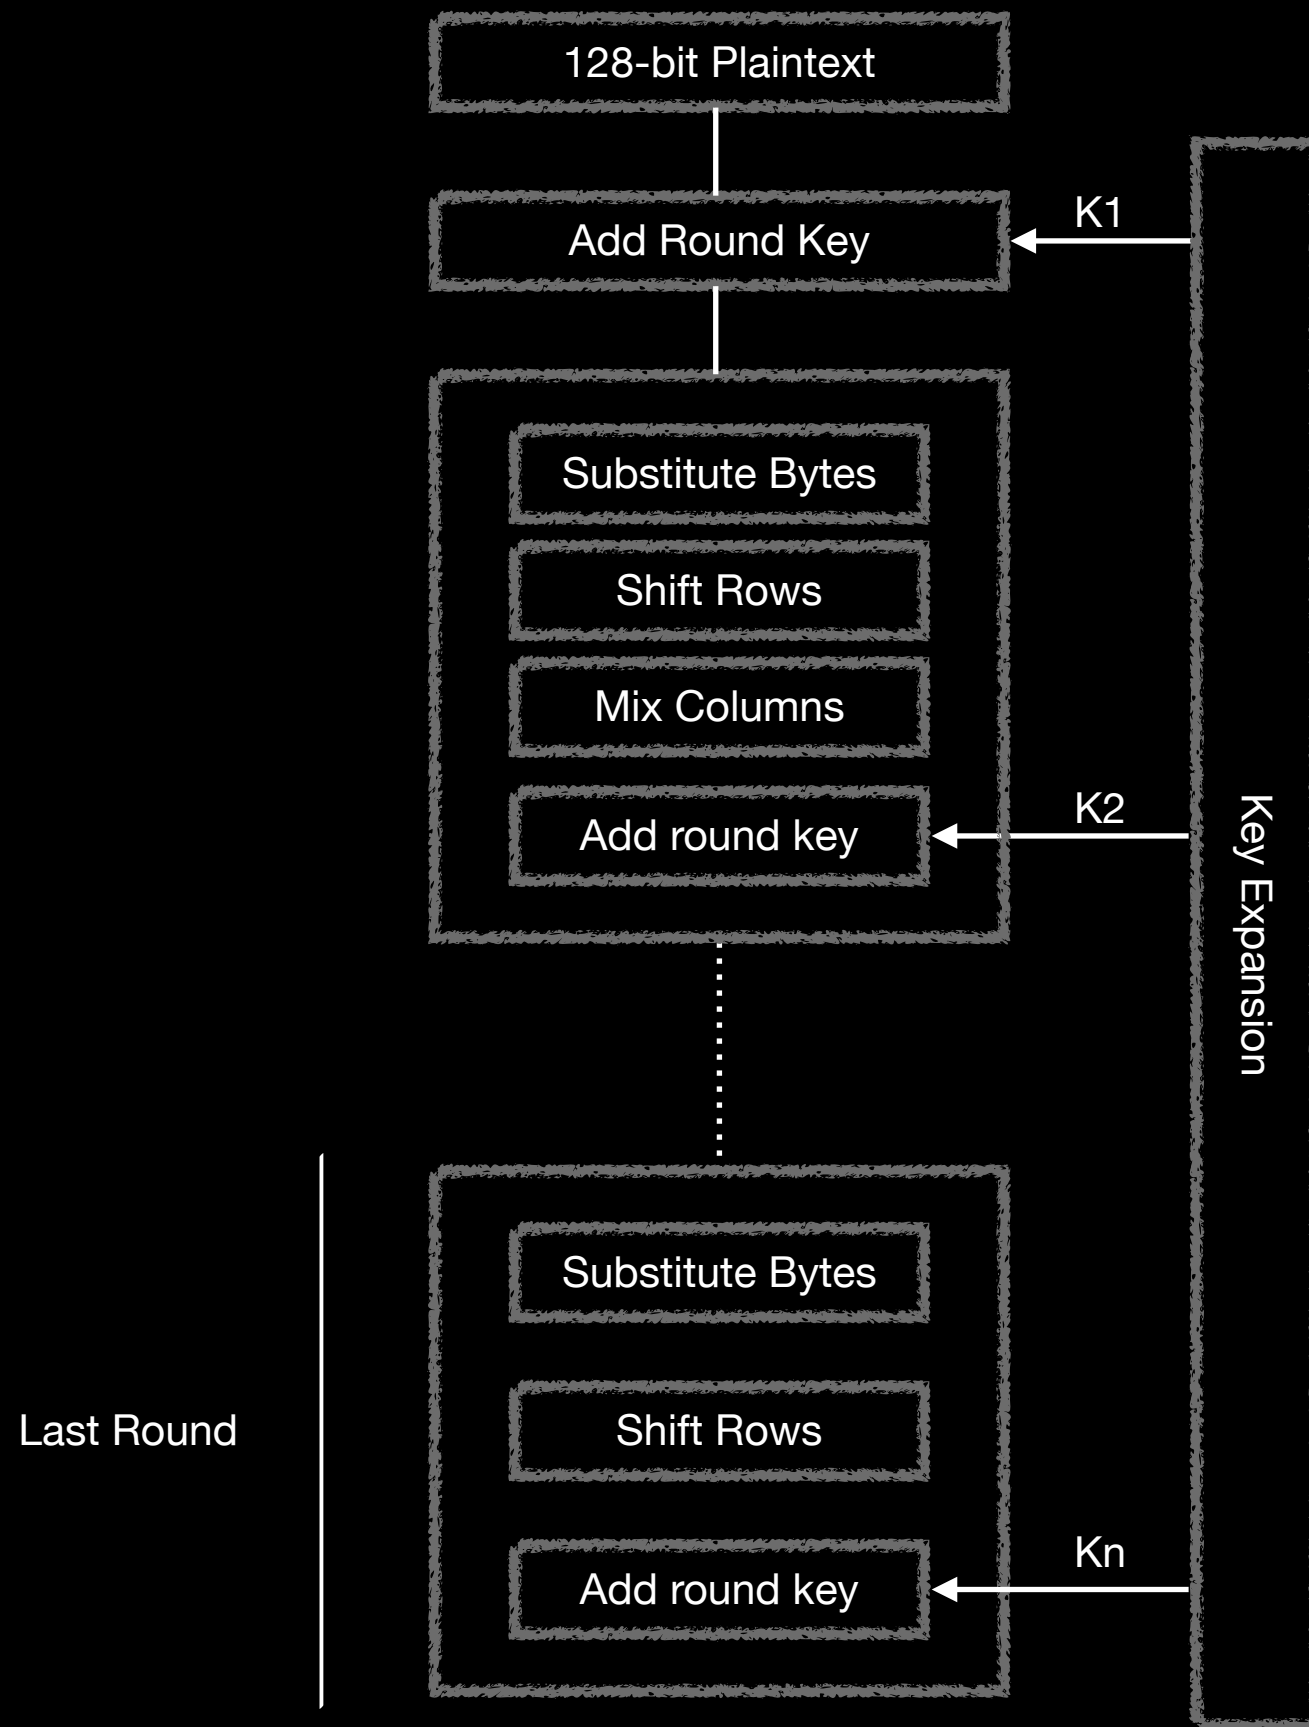 128-bit Plaintext
Add Round Key
K1
Substitute Bytes
Shift Rows
Mix Columns
Add round key
K2
Key Expansion
Substitute Bytes
Last Round
Shift Rows
Add round key
Kn